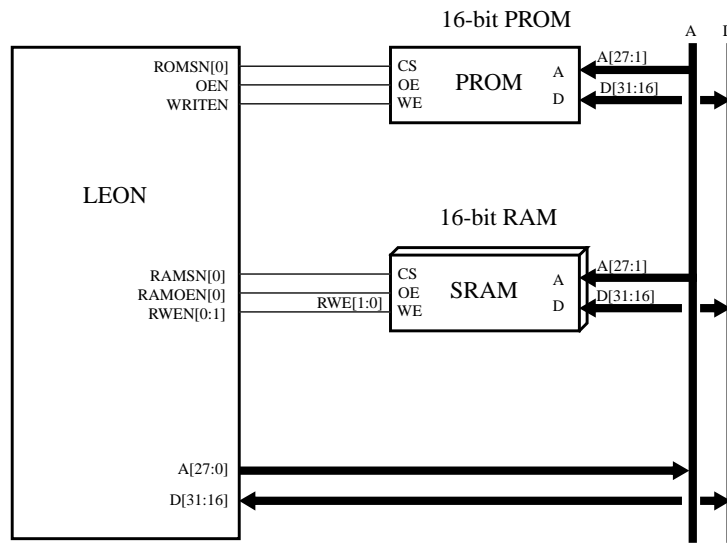 16-bit PROM
A
ROMSN[0]
CS
A[27:1]
OEN
OE
PROM
A
WRITEN
WE
D
D[31:16]
LEON
16-bit RAM
RAMSN[0]
CS
A[27:1]
RAMOEN[0]
OE
SRAM
A
RWEN[0:1]
RWE[1:0]
WE
D
D[31:16]
A[27:0]
D[31:16]